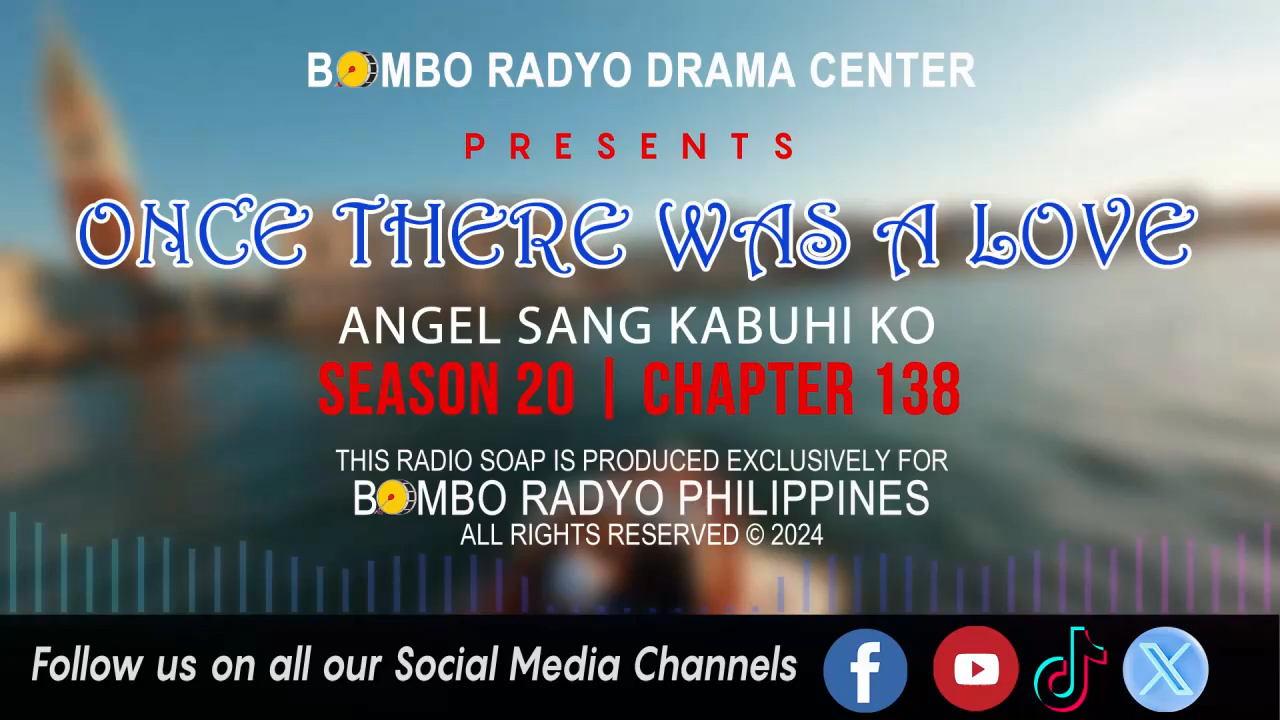 BOMBO RADYO DRAMA CENTER
PRESENTS
ONCE THERE WAS A LOVE
ANGEL SANG KABUHI KO
SEASON 20 | CHAPTER 138
THIS RADIO SOAP IS PRODUCED EXCLUSIVELY FOR
BOMBO RADYO PHILIPPINES
ALL RIGHTS RESERVED © 2024
Follow us on all our Social Media Channels